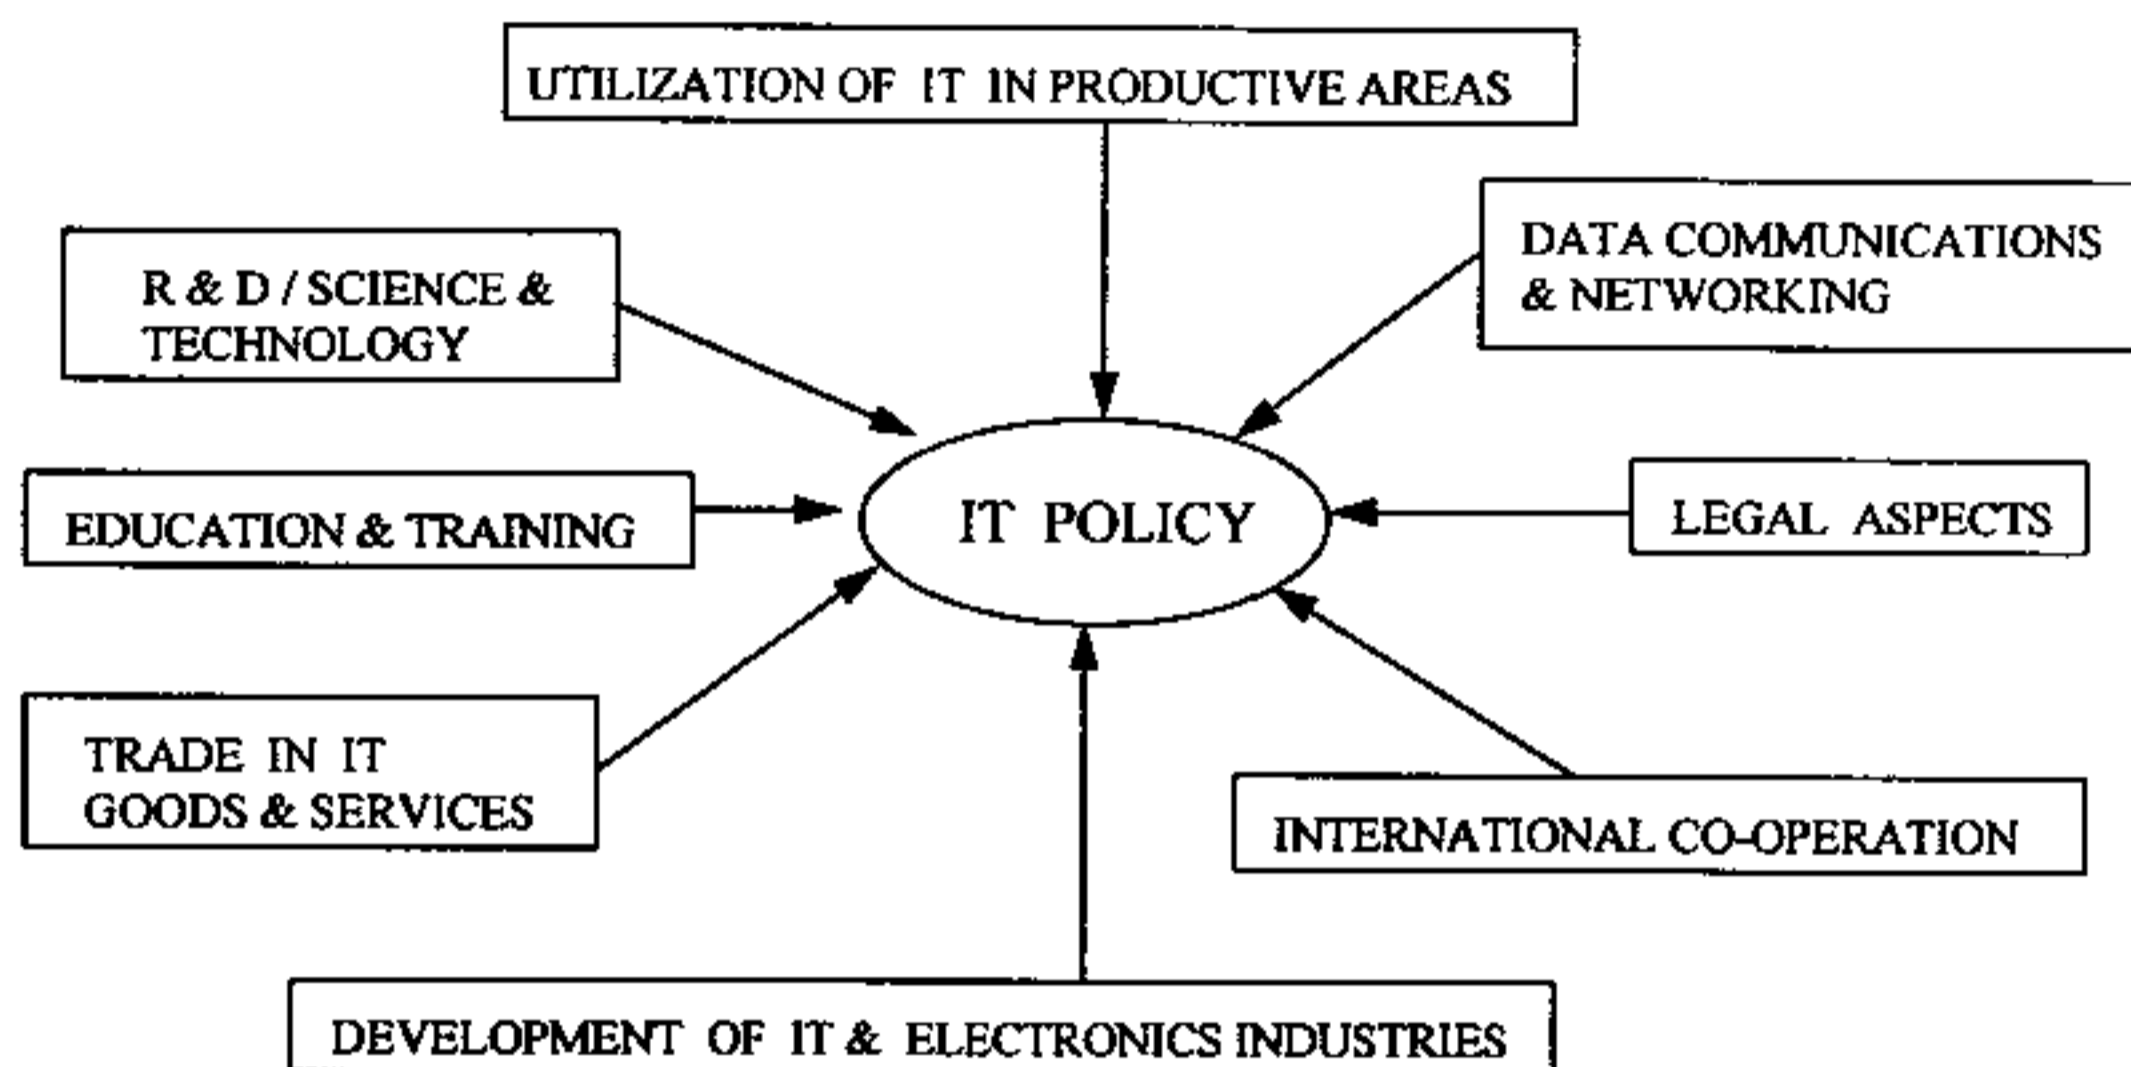 UTILIZATION OF IT IN PRODUCTIVE AREAS
DATA COMMUNICATIONS
& NETWORKING
R & D / SCIENCE &
TECHNOLOGY
IT POLICY
LEGAL ASPECTS
EDUCATION & TRAINING
TRADE IN IT
GOODS & SERVICES
INTERNATIONAL CO-OPERATION
DEVELOPMENT OF IT & ELECTRONICS INDUSTRIES